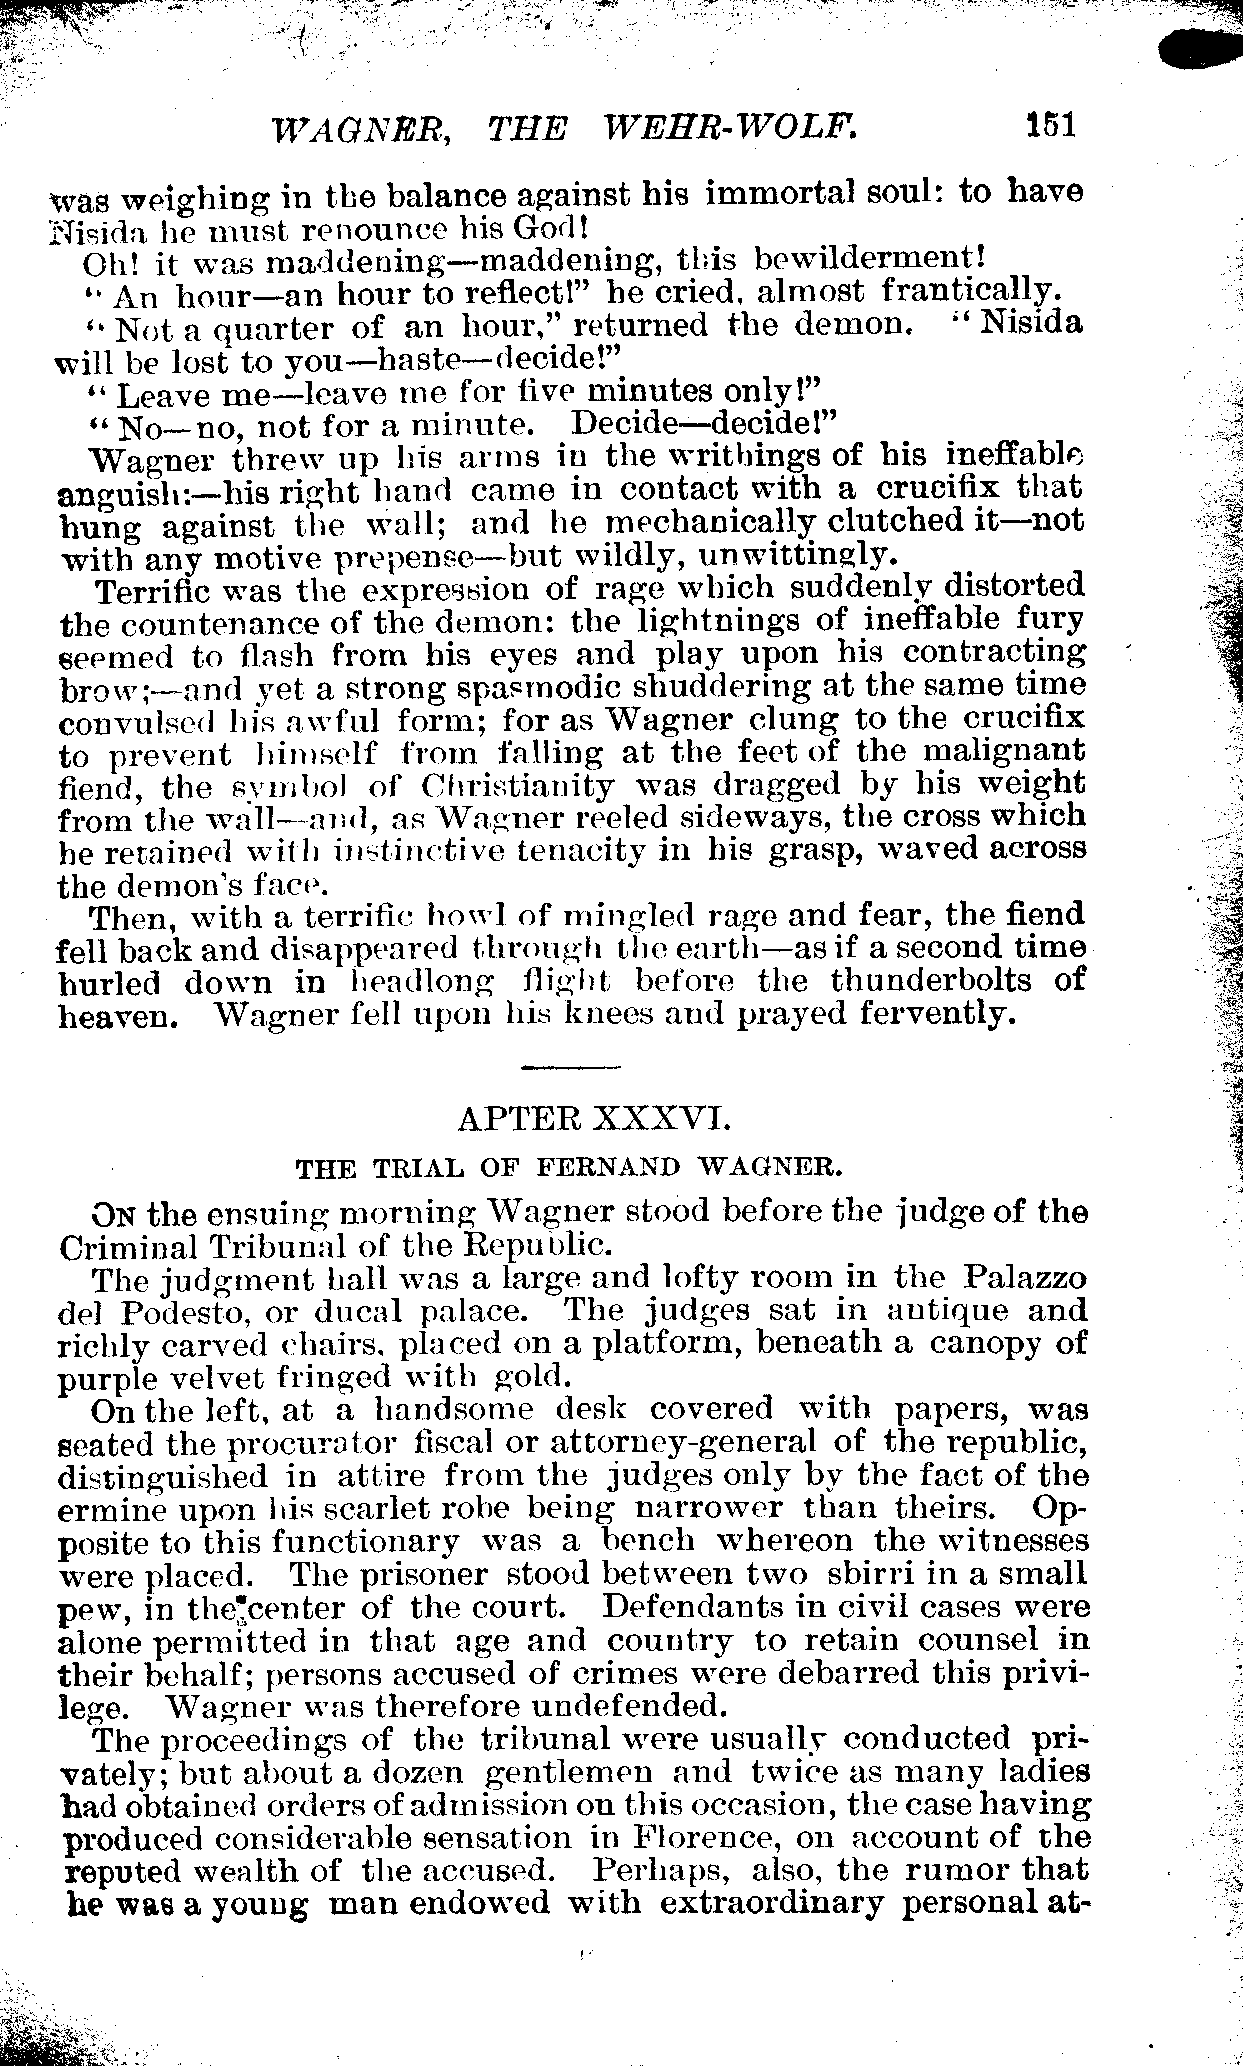 WAGNER, THE WEHR-WOLF. 151
was weighing in the balance against his immortal soul: to have
Nisida he must renounce his God!
Oh! it was maddening—maddening, this bewilderment!
“ An hour—an hour to reflect!” he cried, almost frantically.
“ Not a quarter of an hour,” returned the demon. “ Nisida
will be lost to you—haste—decide!”
“ Leave me—leave me for five minutes only!”
“ No—no, not for a minute. Decide—decide!”
Wagner threw up his arms in the writhings of his ineffable
anguish:—his right hand came in contact with a crucifix that
hung against the wall; and he mechanically clutched it—not
with any motive prepense—but wildly, unwittingly.
Terrific was the expression of rage which suddenly distorted
the countenance of the demon: the lightnings of ineffable fury
seemed to flash from his eyes and play upon his contracting
brow;—and yet a strong spasmodic shuddering at the same time
convulsed his awful form; for as Wagner clung to the crucifix
to prevent himself from falling at the feet of the malignant
fiend, the symbol of Christianity was dragged by his weight
from the wall—and, as Wagner reeled sideways, the cross which
he retained with instinctive tenacity in his grasp, waved across
the demon's face.
Then, with a terrific howl of mingled rage and fear, the fiend
fell back and disappeared through the earth—as if a second time
hurled down in headlong flight before the thunderbolts of
heaven. Wagner fell upon his knees and prayed fervently.
APTER XXXVI.
THE TRIAL OF FERNAND WAGNER.
ON the ensuing morning Wagner stood before the judge of the
Criminal Tribunal of the Republic.
The judgment hall was a large and lofty room in the Palazzo
del Podesto, or ducal palace. The judges sat in antique and
richly carved chairs, placed on a platform, beneath a canopy of
purple velvet fringed with gold.
On the left, at a handsome desk covered with papers, was
seated the procurator fiscal or attorney-general of the republic,
distinguished in attire from the judges only by the fact of the
ermine upon his scarlet robe being narrower than theirs. Op-
posite to this functionary was a bench whereon the witnesses
were placed. The prisoner stood between two sbirri in a small
pew, in the center of the court. Defendants in civil cases were
alone permitted in that age and country to retain counsel in
their behalf; persons accused of crimes were debarred this privi-
lege. Wagner was therefore undefended.
The proceedings of the tribunal were usually conducted pri-
vately; but about a dozen gentlemen and twice as many ladies
had obtained orders of admission on this occasion, the case having
produced considerable sensation in Florence, on account of the
reputed wealth of the accused. Perhaps, also, the rumor that
he was a young man endowed with extraordinary personal at-